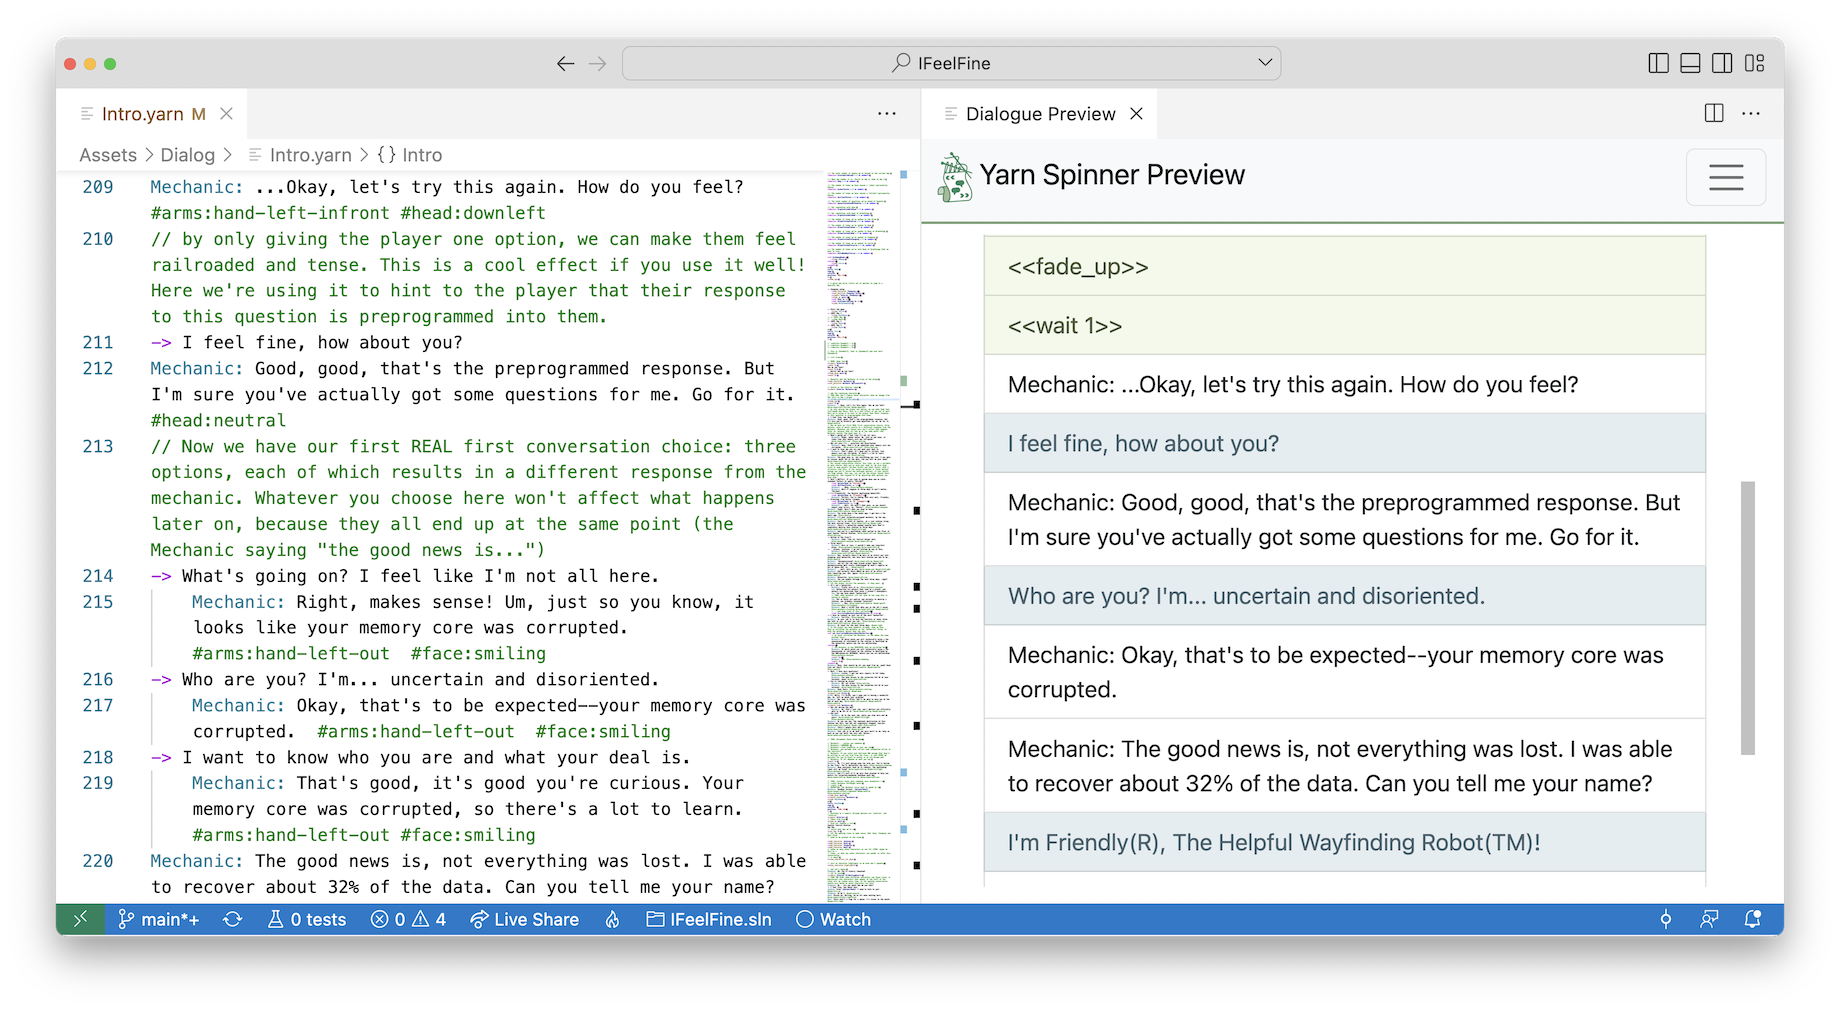 IFeelFine
Intro.yarn M
Dialogue Preview
Assets > Dialog > Intro.yarn > {} Intro
209 Mechanic: ...Okay, let's try this again. How do you feel?
#arms:hand-left-infront #head:downleft
210 // by only giving the player one option, we can make them feel
railroaded and tense. This is a cool effect if you use it well!
Here we're using it to hint to the player that their response
to this question is preprogrammed into them.
211 -> I feel fine, how about you?
212 Mechanic: Good, good, that's the preprogrammed response. But
I'm sure you've actually got some questions for me. Go for it.
#head:neutral
213 // Now we have our first REAL first conversation choice: three
options, each of which results in a different response from the
mechanic. Whatever you choose here won't affect what happens
later on, because they all end up at the same point (the
Mechanic saying "the good news is...")
214 -> What's going on? I feel like I'm not all here.
215 Mechanic: Right, makes sense! Um, just so you know, it
looks like your memory core was corrupted.
#arms:hand-left-out #face:smiling
216 -> Who are you? I'm... uncertain and disoriented.
217 Mechanic: Okay, that's to be expected--your memory core was
corrupted. #arms:hand-left-out #face:smiling
218 -> I want to know who you are and what your deal is.
219 Mechanic: That's good, it's good you're curious. Your
memory core was corrupted, so there's a lot to learn.
#arms:hand-left-out #face:smiling
220 Mechanic: The good news is, not everything was lost. I was able
to recover about 32% of the data. Can you tell me your name?
Yarn Spinner Preview
<<fade_up>>
<<wait 1>>
Mechanic: ...Okay, let's try this again. How do you feel?
I feel fine, how about you?
Mechanic: Good, good, that's the preprogrammed response. But
I'm sure you've actually got some questions for me. Go for it.
Who are you? I'm... uncertain and disoriented.
Mechanic: Okay, that's to be expected--your memory core was
corrupted.
Mechanic: The good news is, not everything was lost. I was able
to recover about 32% of the data. Can you tell me your name?
I'm Friendly(R), The Helpful Wayfinding Robot(TM)!
main*+ 0 tests 0 4 Live Share IFeelFine.sln Watch